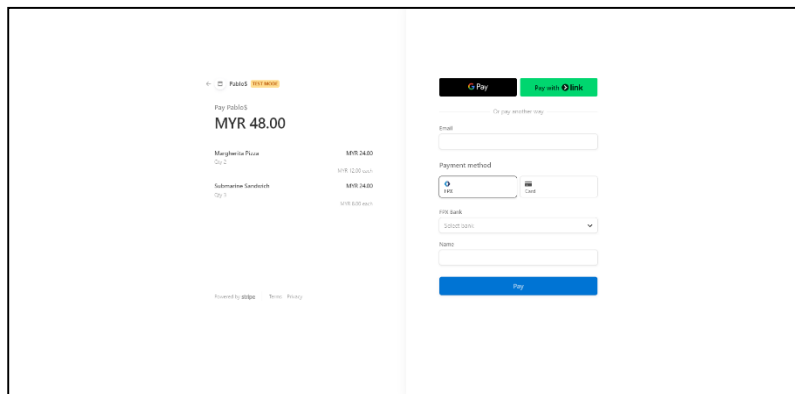 PabloS TEST MODE
Pay PabloS
MYR 48.00
Margherita Pizza MYR 24.00
Qty 2
MYR 12.00 each
Submarine Sandwich MYR 24.00
Qty
MYR each
Powered by stripe Terms Privacy
G Pay
Pay with link
Or pay another way
Email
Payment method
FPX
Card
FPX Bank
Select bank
Name
Pay